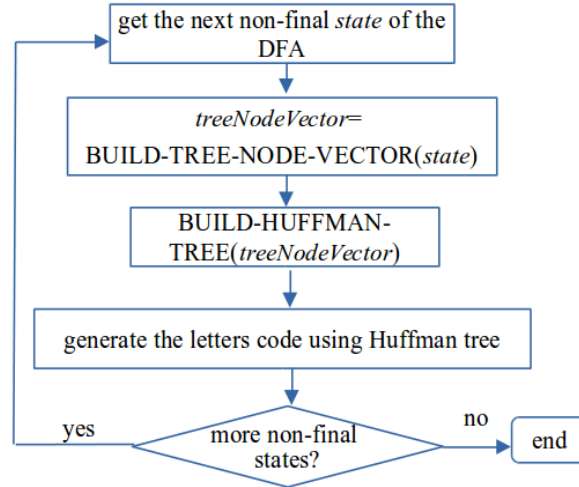 get the next non-final state of the
DFA
treeNodeVector=
BUILD-TREE-NODE-VECTOR(state)
BUILD-HUFFMAN-
TREE(treeNodeVector)
generate the letters code using Huffman tree
yes
more non-final
states?
no
end